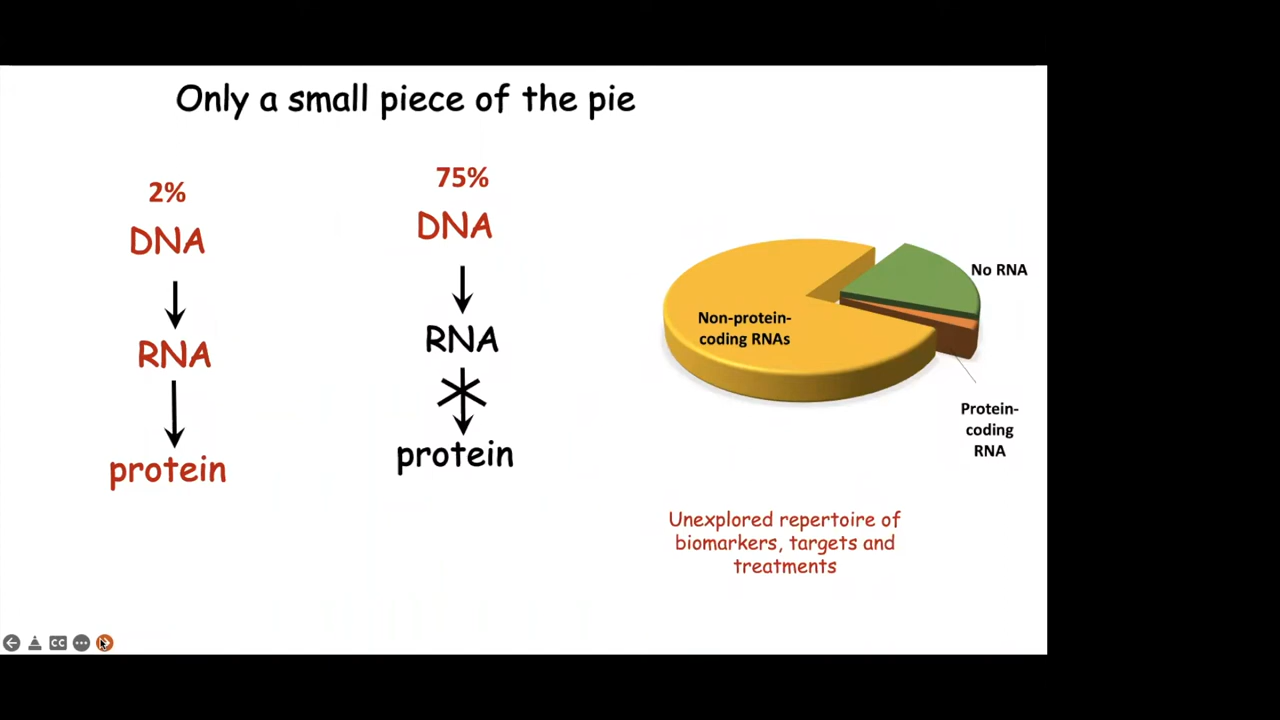 Only a small piece of the pie
2%
DNA
RNA
protein
75%
DNA
RNA
protein
No RNA
Non-protein-
coding RNAs
Protein-
coding
RNA
Unexplored repertoire of
biomarkers, targets and
treatments
CC